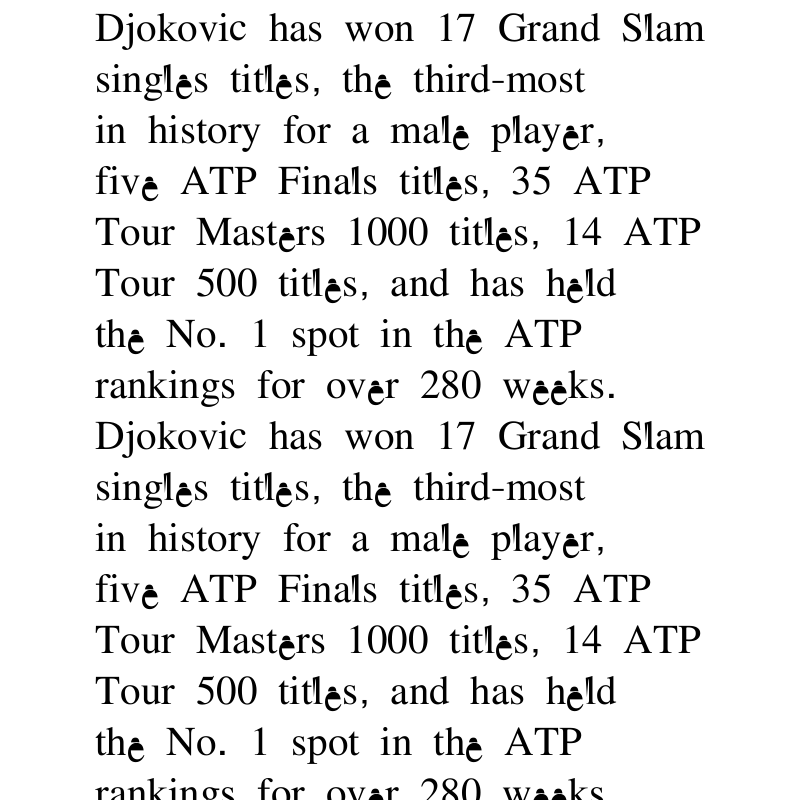 Djokovic has won 17 Grand Slam
singles titles, the third-most
in history for a male player,
five ATP Finals titles, 35 ATP
Tour Masters 1000 titles, 14 ATP
Tour 500 titles, and has held
the No. 1 spot in the ATP
rankings for over 280 weeks.
Djokovic has won 17 Grand Slam
singles titles, the third-most
in history for a male player,
five ATP Finals titles, 35 ATP
Tour Masters 1000 titles, 14 ATP
Tour 500 titles, and has held
the No. 1 spot in the ATP
rankings for over 280 weeks